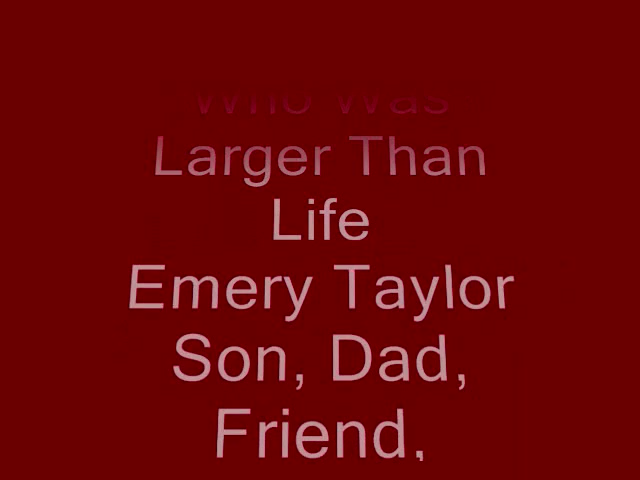 Who Was
Larger Than
Life
Emery Taylor
Son, Dad,
Friend,